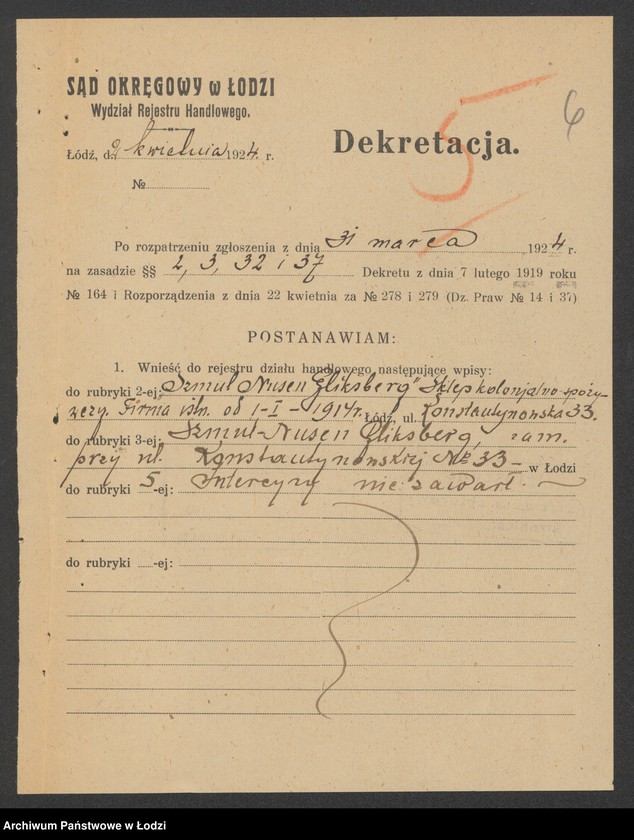 SĄD OKRĘGOWY w ŁODZI
Wydział Rejestru Handlowego.
5
6
Dekretacja.
Łódź, d. 9 kwietnia 1924 r.
№
Po rozpatrzeniu zgłoszenia z dnia 31 marca 1924 r.
na zasadzie §§ 2, 3, 32 i 37 Dekretu z dnia 7 lutego 1919 roku
№ 164 i Rozporządzenia z dnia 22 kwietnia za № 278 i 279 (Dz. Praw № 14 i 37)
POSTANAWIAM:
1. Wnieść do rejestru działu handlowego następujące wpisy:
do rubryki 2-ej: „Szmul Nusen Gliksberg" Sklep kolonjalno spoży-
wczy. Firma istn. od 1-I-1914 r. Łódź, ul. Konstantynowska 33.
do rubryki 3-ej: Szmul-Nusen Gliksberg, zam.
przy ul. Konstantynowskiej № 33 - w Łodzi
do rubryki 5-ej: Intercyzy nie zawarł.
do rubryki -ej:
Archiwum Państwowe w Łodzi